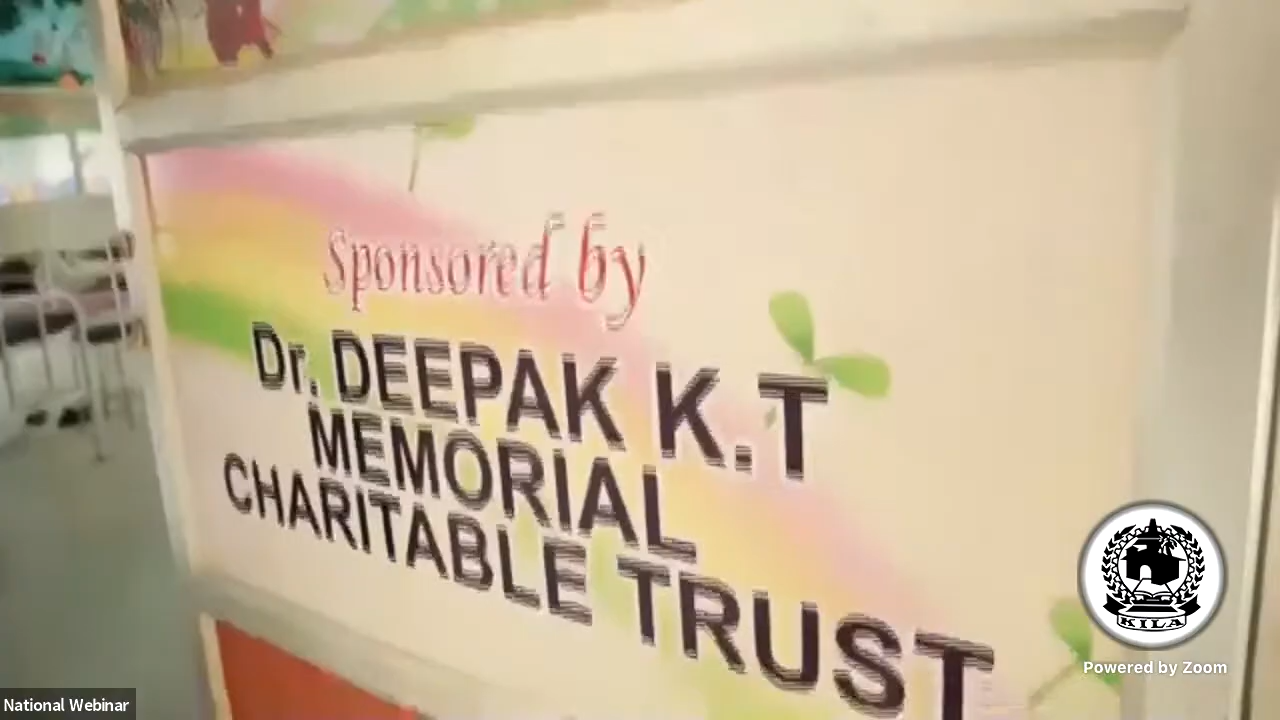 Sponsored by
Dr. DEEPAK K.T
MEMORIAL
CHARITABLE TRUST
KILA
Powered by Zoom
National Webinar